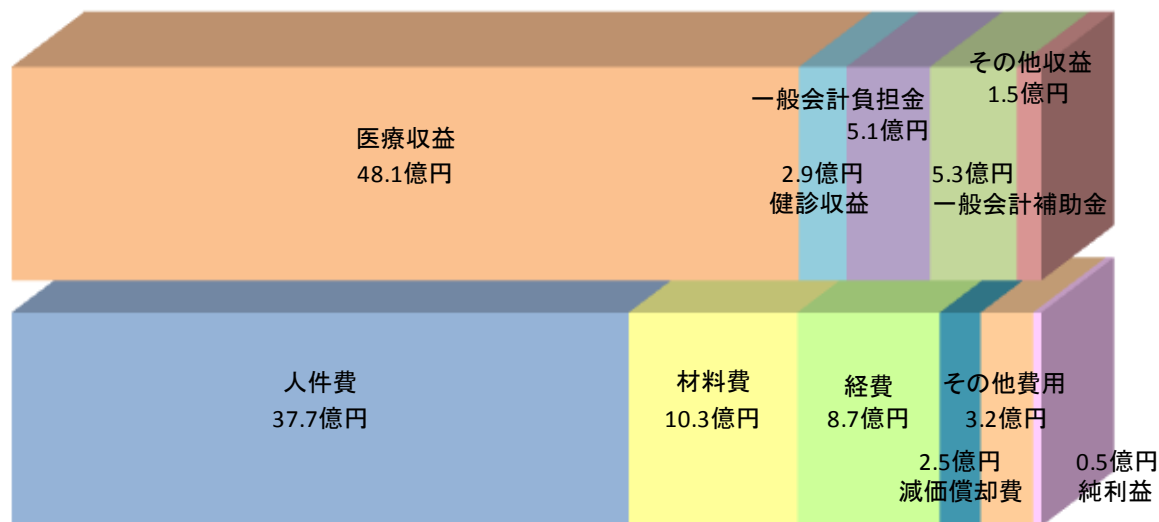 医療収益
48.1億円
2.9億円
健診収益
一般会計負担金
5.1億円
5.3億円
一般会計補助金
その他収益
1.5億円
人件費
37.7億円
材料費
10.3億円
経費
8.7億円
2.5億円
減価償却費
その他費用
3.2億円
0.5億円
純利益